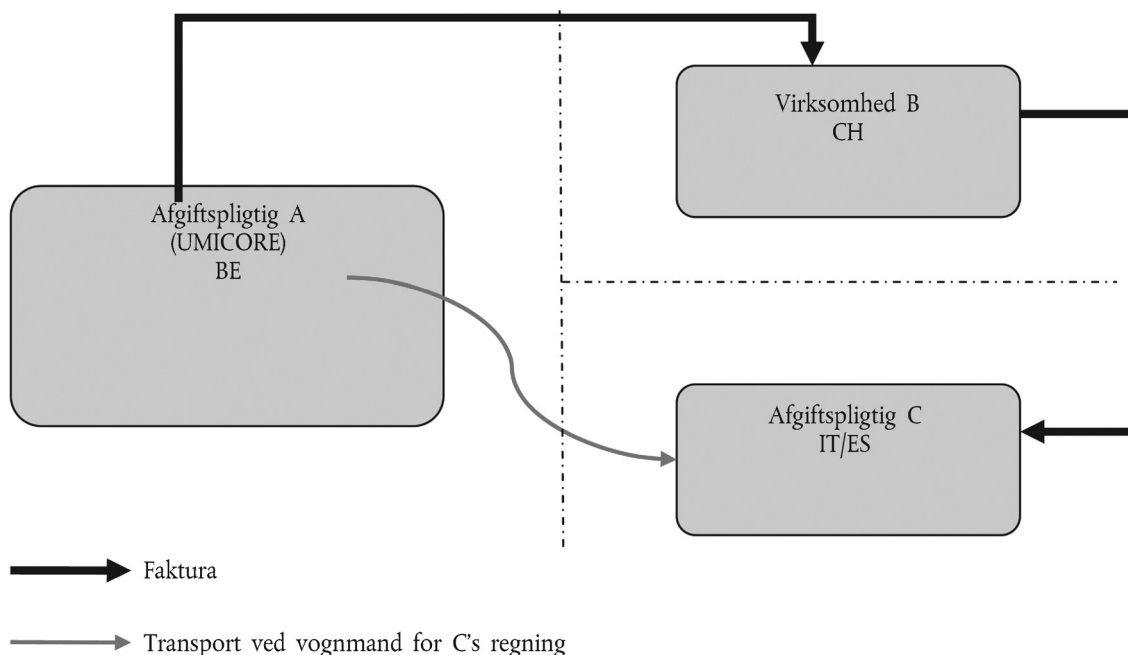 Virksomhed B
CH
Afgiftspligtig A
(UMICORE)
BE
Afgiftspligtig C
IT/ES
Faktura
Transport ved vognmand for C's regning